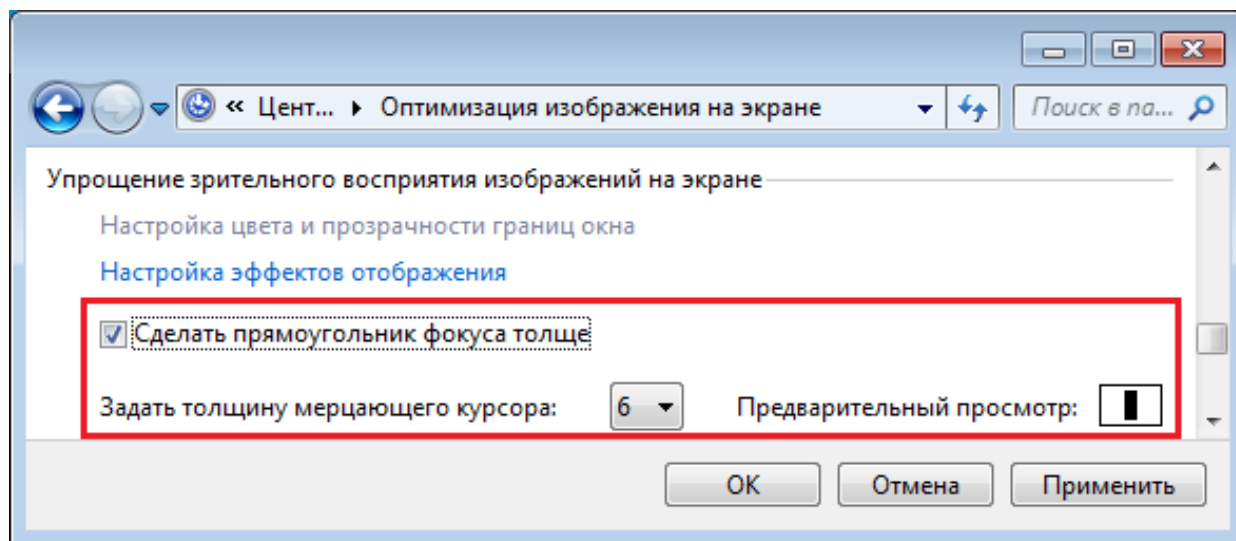 « Цент... Оптимизация изображения на экране Поиск в па...
Упрощение зрительного восприятия изображений на экране
Настройка цвета и прозрачности границ окна
Настройка эффектов отображения
Сделать прямоугольник фокуса толще
Задать толщину мерцающего курсора: 6 Предварительный просмотр:
ОК Отмена Применить